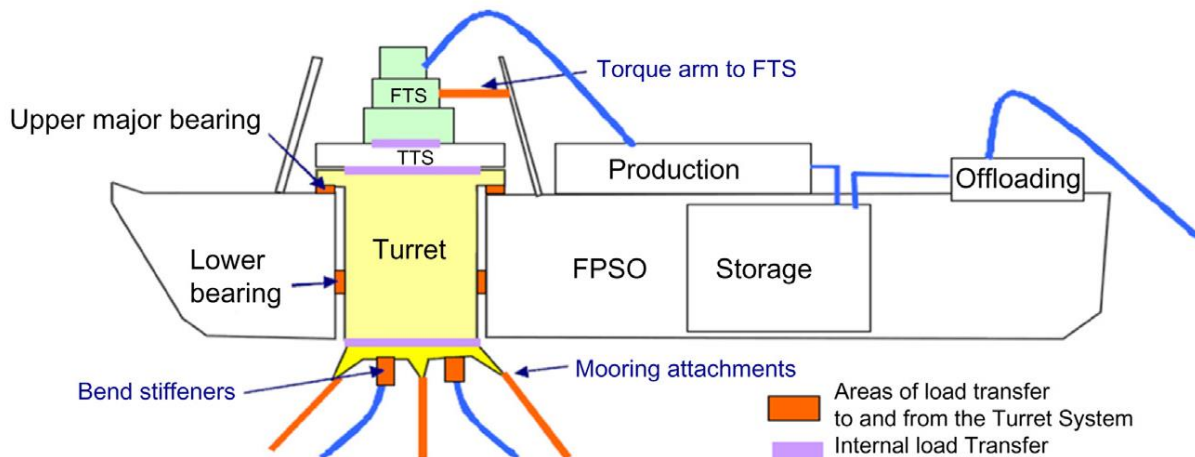 Torque arm to FTS
FTS
Upper major bearing
TTS
Production
Offloading
Turret
Lower
bearing
FPSO
Storage
Bend stiffeners
Mooring attachments
Areas of load transfer
to and from the Turret System
Internal load Transfer